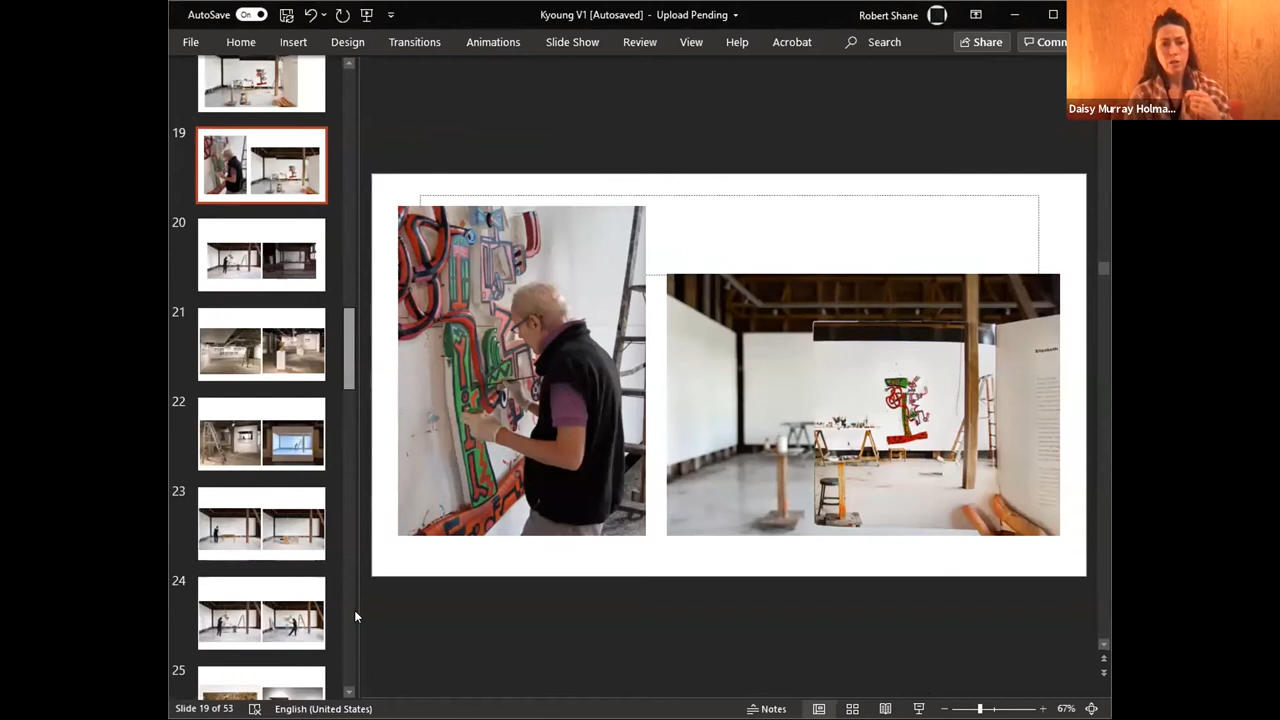 AutoSave On Kyoung V1 [Autosaved] - Upload Pending Robert Shane
File Home Insert Design Transitions Animations Slide Show Review View Help Acrobat Search Share Comm
Daisy Murray Holma...
19
20
21
22
23
24
25
Elizabeth
Slide 19 of 53 English (United States) Notes 67%